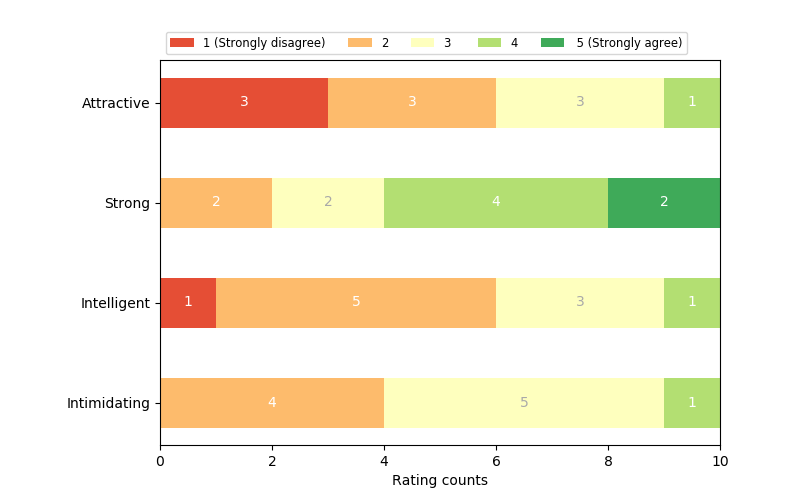 1 (Strongly disagree) 2 3 4 5 (Strongly agree)
Attractive 3 3 3 1
Strong 2 2 4 2
Intelligent 1 5 3 1
Intimidating 4 5 1
0 2 4 6 8 10
Rating counts